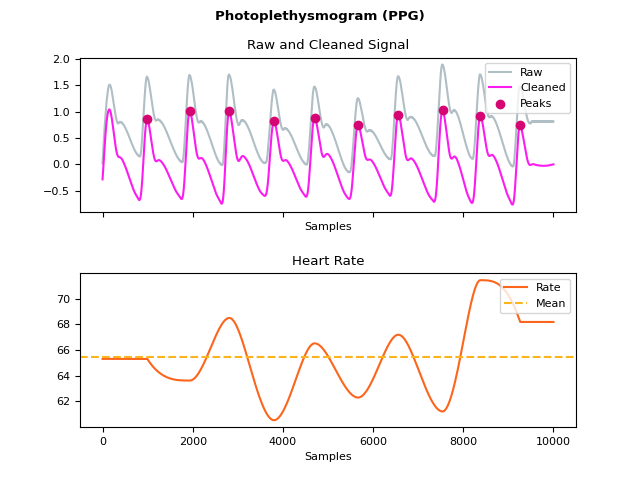 Photoplethysmogram (PPG)
Raw and Cleaned Signal
2.0
1.5
1.0
0.5
0.0
−0.5
Raw
Cleaned
Peaks
Samples
Heart Rate
70
68
66
64
62
Rate
Mean
0 2000 4000 6000 8000 10000
Samples